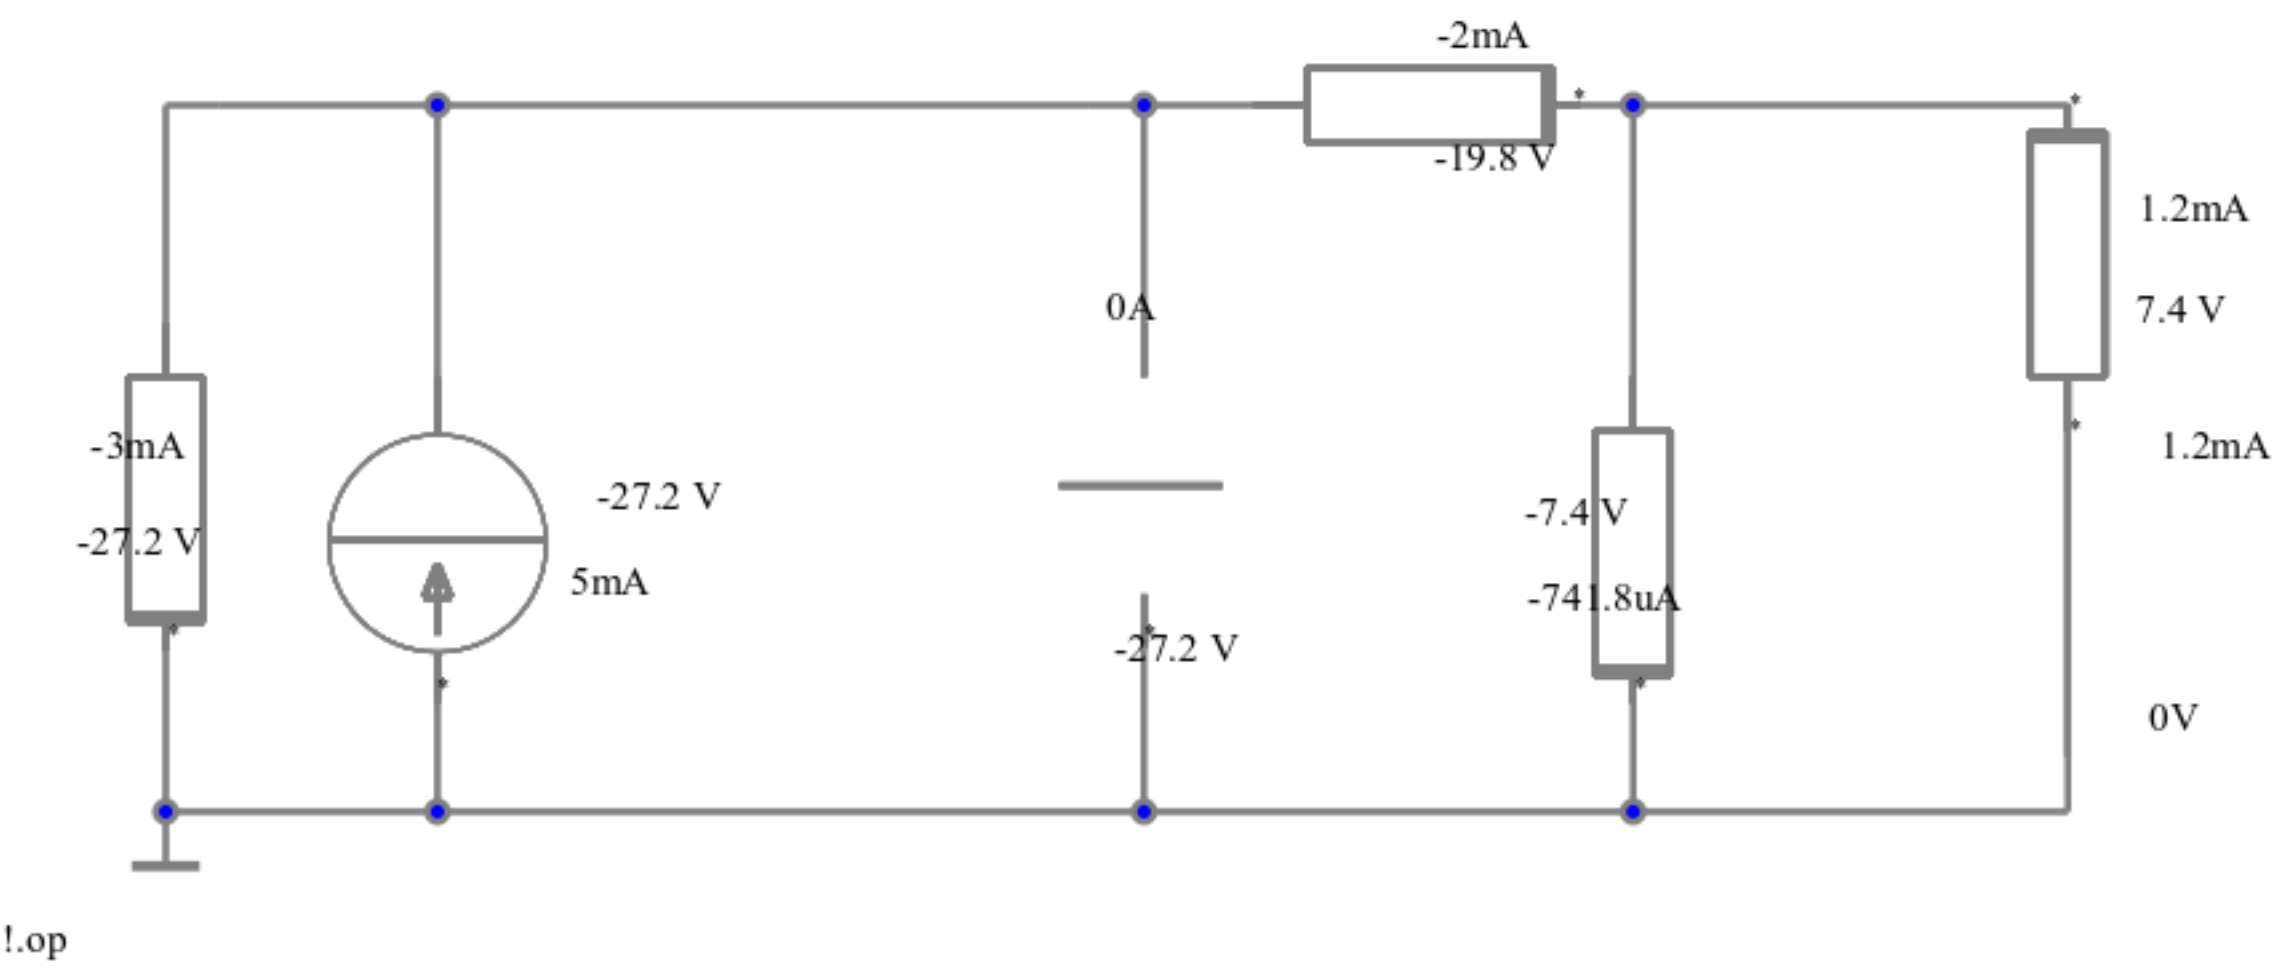 -2mA
*
*
-19.8 V
1.2mA
0A
7.4 V
*
-3mA
1.2mA
-27.2 V
-7.4 V
-27.2 V
5mA
-741.8uA
*
*
-27.2 V
*
*
0V
!.op